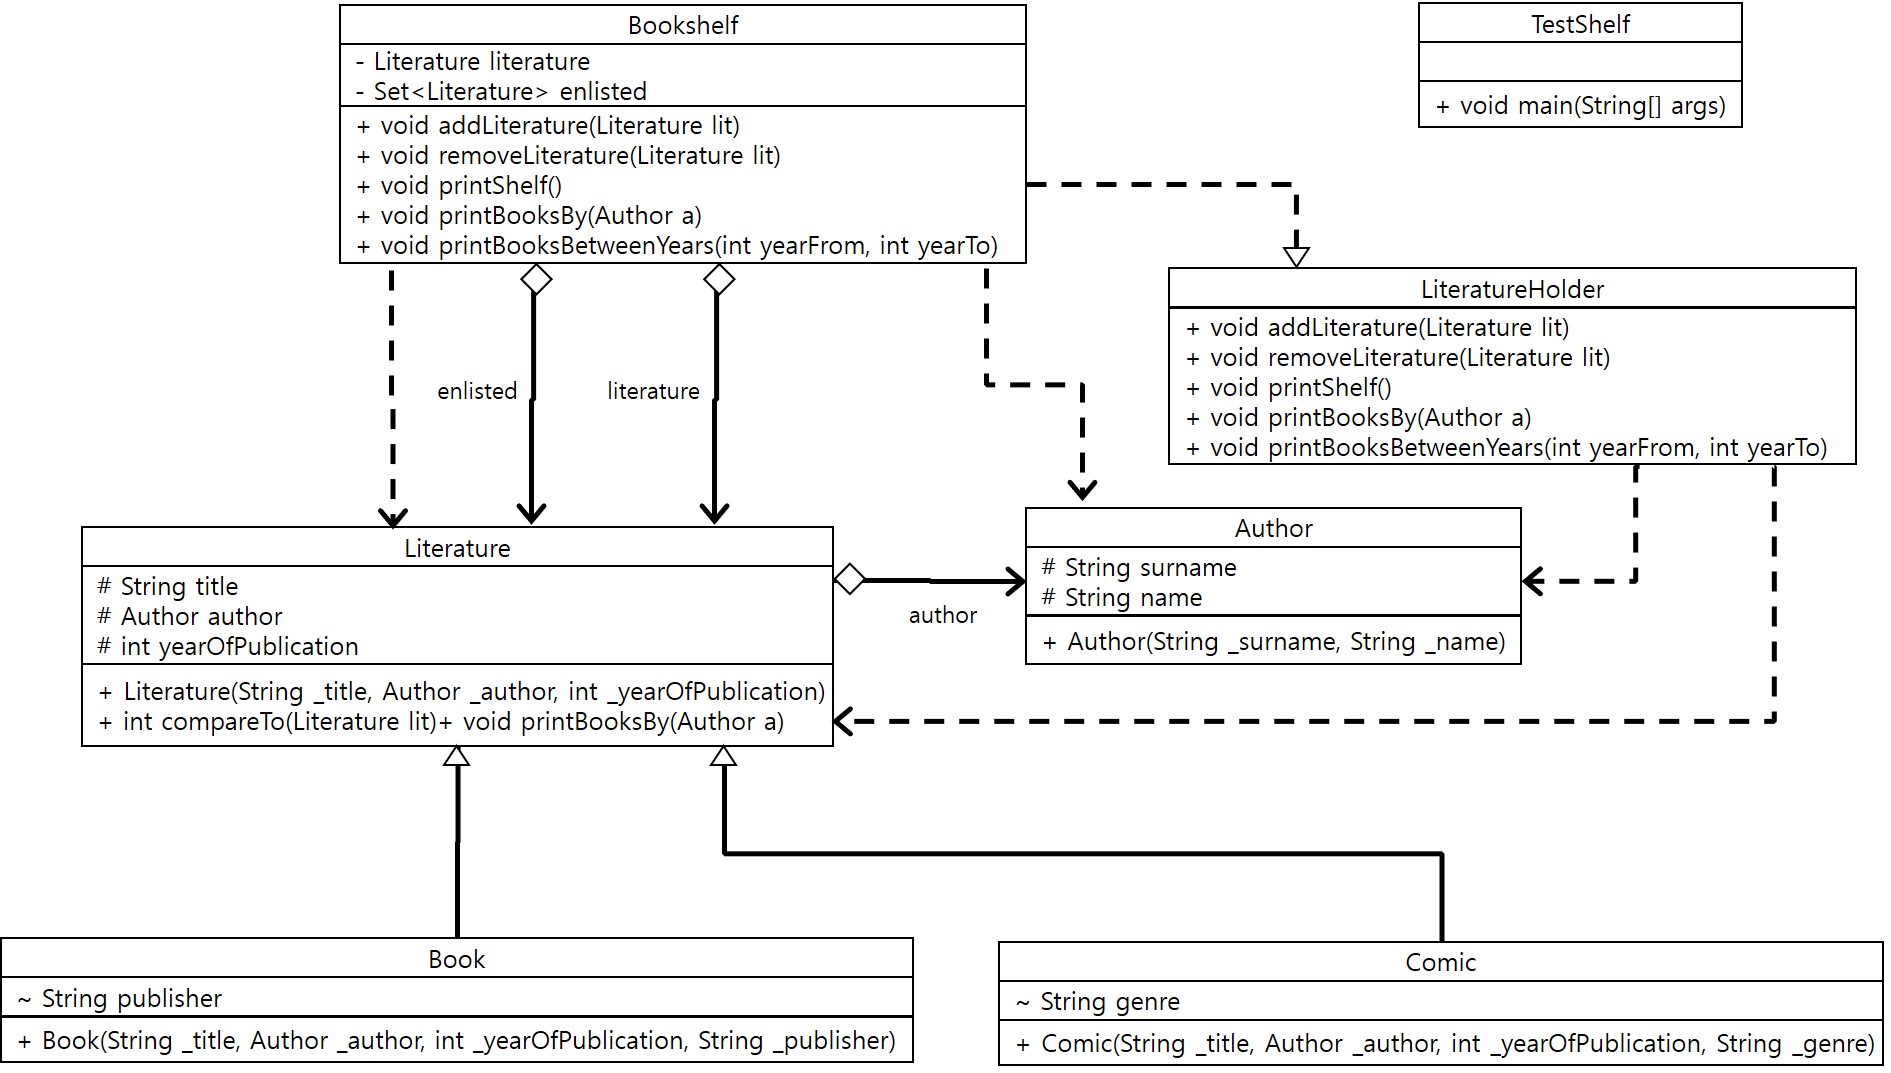 Bookshelf
- Literature literature
- Set<Literature> enlisted
+ void addLiterature(Literature lit)
+ void removeLiterature(Literature lit)
+ void printShelf()
+ void printBooksBy(Author a)
+ void printBooksBetweenYears(int yearFrom, int yearTo)
TestShelf
+ void main(String[] args)
LiteratureHolder
+ void addLiterature(Literature lit)
+ void removeLiterature(Literature lit)
+ void printShelf()
+ void printBooksBy(Author a)
+ void printBooksBetweenYears(int yearFrom, int yearTo)
enlisted
literature
Literature
# String title
# Author author
# int yearOfPublication
+ Literature(String _title, Author _author, int _yearOfPublication)
+ int compareTo(Literature lit)+ void printBooksBy(Author a)
author
Author
# String surname
# String name
+ Author(String _surname, String _name)
Book
~ String publisher
+ Book(String _title, Author _author, int _yearOfPublication, String _publisher)
Comic
~ String genre
+ Comic(String _title, Author _author, int _yearOfPublication, String _genre)